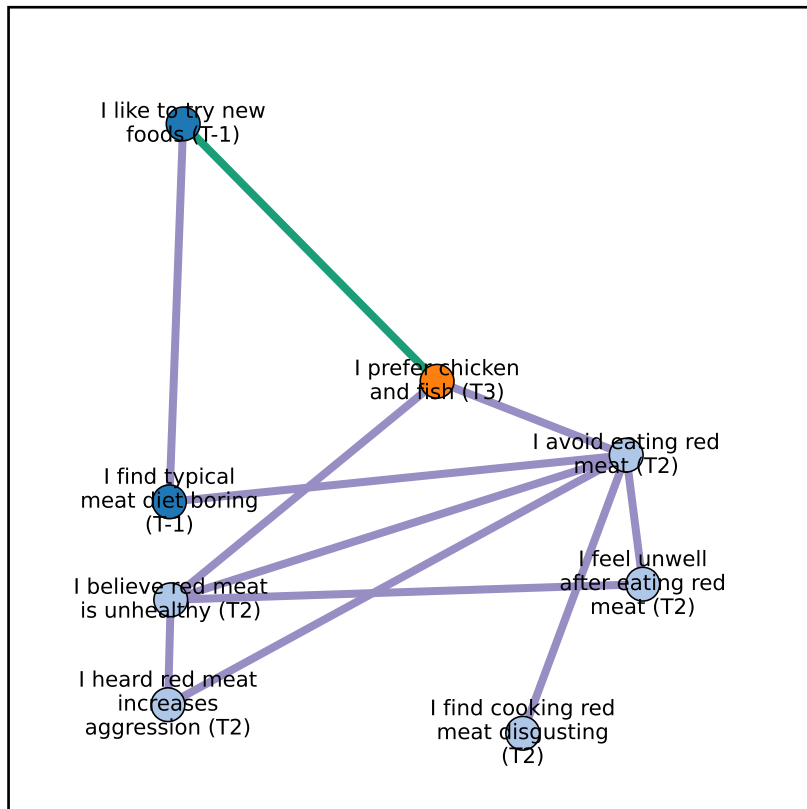 I like to try new
foods (T-1)
I prefer chicken
and fish (T3)
I avoid eating red
meat (T2)
I find typical
meat diet boring
(T-1)
I feel unwell
after eating red
meat (T2)
I believe red meat
is unhealthy (T2)
I heard red meat
increases
aggression (T2)
I find cooking red
meat disgusting
(T2)